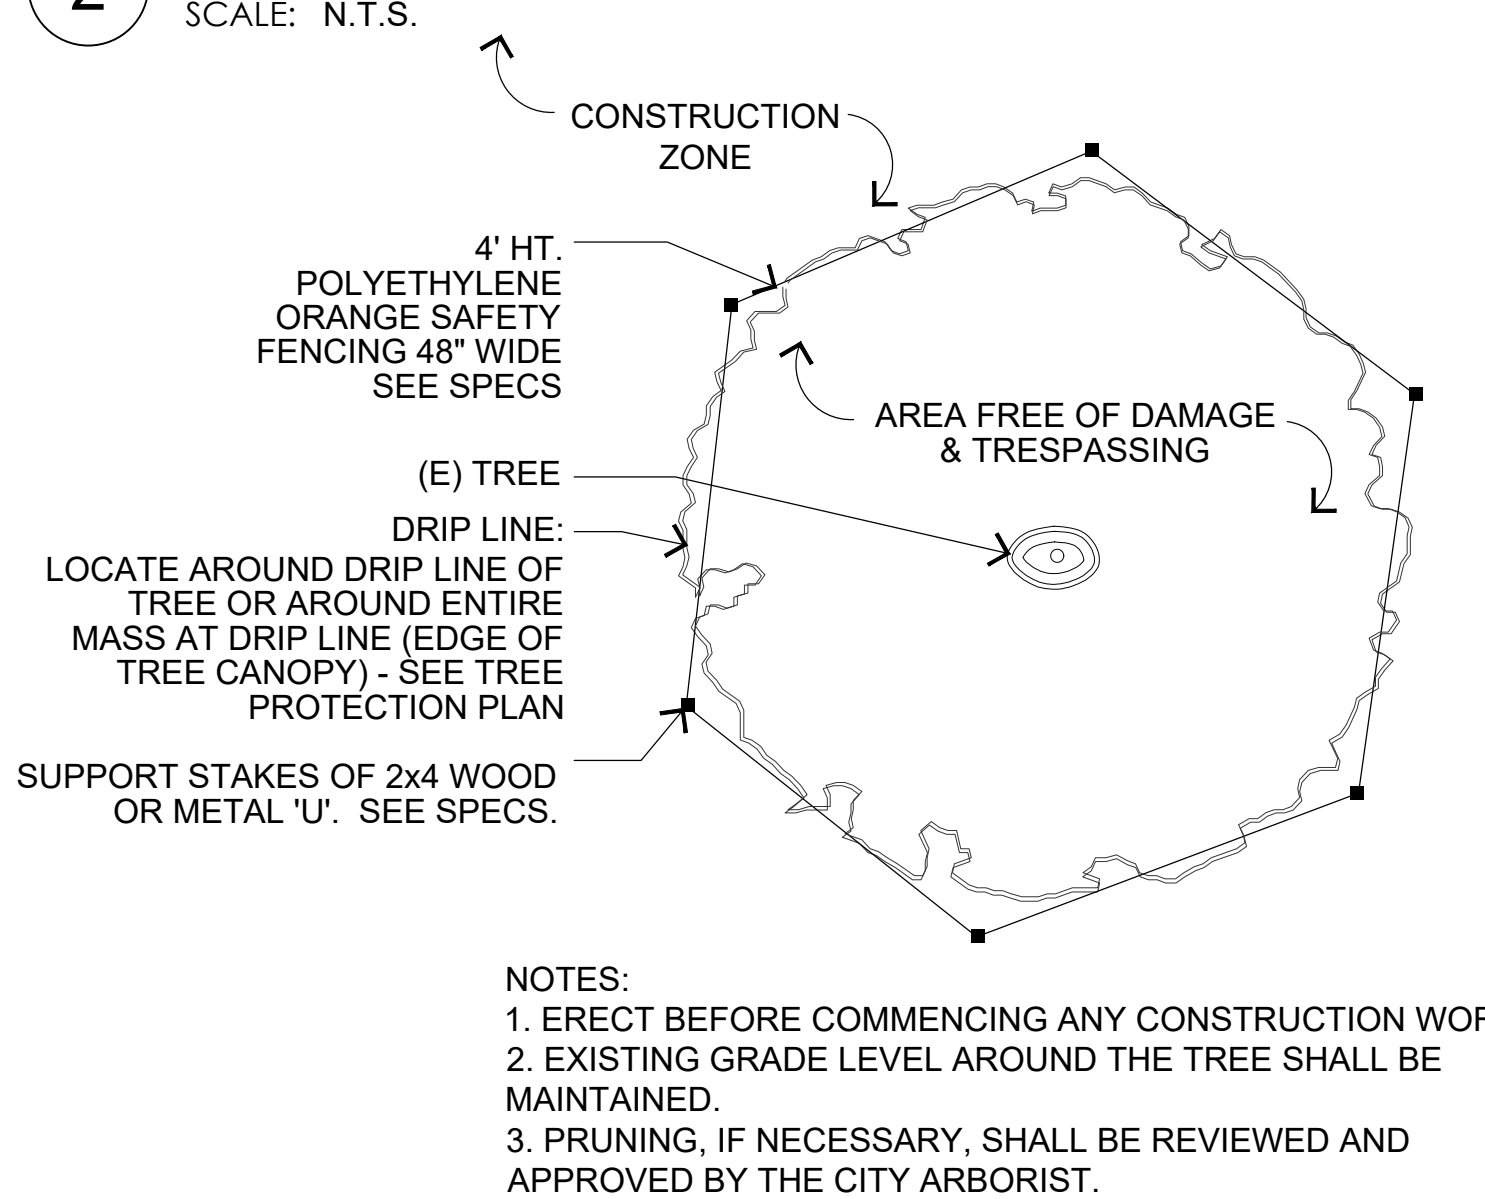 2
SCALE: N.T.S.
CONSTRUCTION
ZONE
4' HT.
POLYETHYLENE
ORANGE SAFETY
FENCING 48" WIDE
SEE SPECS
AREA FREE OF DAMAGE
& TRESPASSING
(E) TREE
DRIP LINE:
LOCATE AROUND DRIP LINE OF
TREE OR AROUND ENTIRE
MASS AT DRIP LINE (EDGE OF
TREE CANOPY) - SEE TREE
PROTECTION PLAN
SUPPORT STAKES OF 2x4 WOOD
OR METAL 'U'. SEE SPECS.
NOTES:
1. ERECT BEFORE COMMENCING ANY CONSTRUCTION
2. EXISTING GRADE LEVEL AROUND THE TREE SHALL BE
MAINTAINED.
3. PRUNING, IF NECESSARY, SHALL BE REVIEWED AND
APPROVED BY THE CITY ARBORIST.